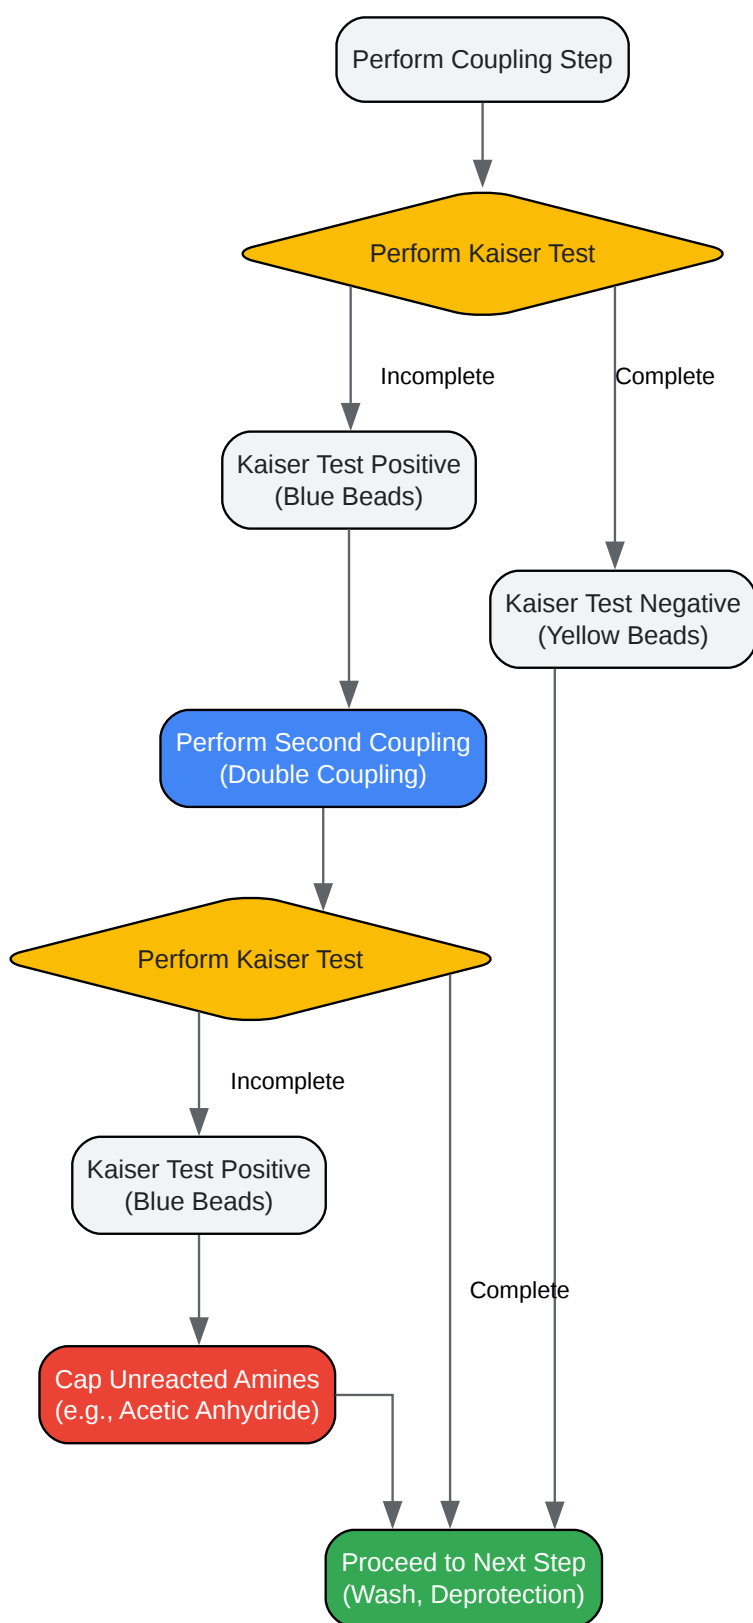 Perform Coupling Step
Perform Kaiser Test
Incomplete
Complete
Kaiser Test Positive
(Blue Beads)
Kaiser Test Negative
(Yellow Beads)
Perform Second Coupling
(Double Coupling)
Perform Kaiser Test
Incomplete
Kaiser Test Positive
(Blue Beads)
Complete
Cap Unreacted Amines
(e.g., Acetic Anhydride)
Proceed to Next Step
(Wash, Deprotection)